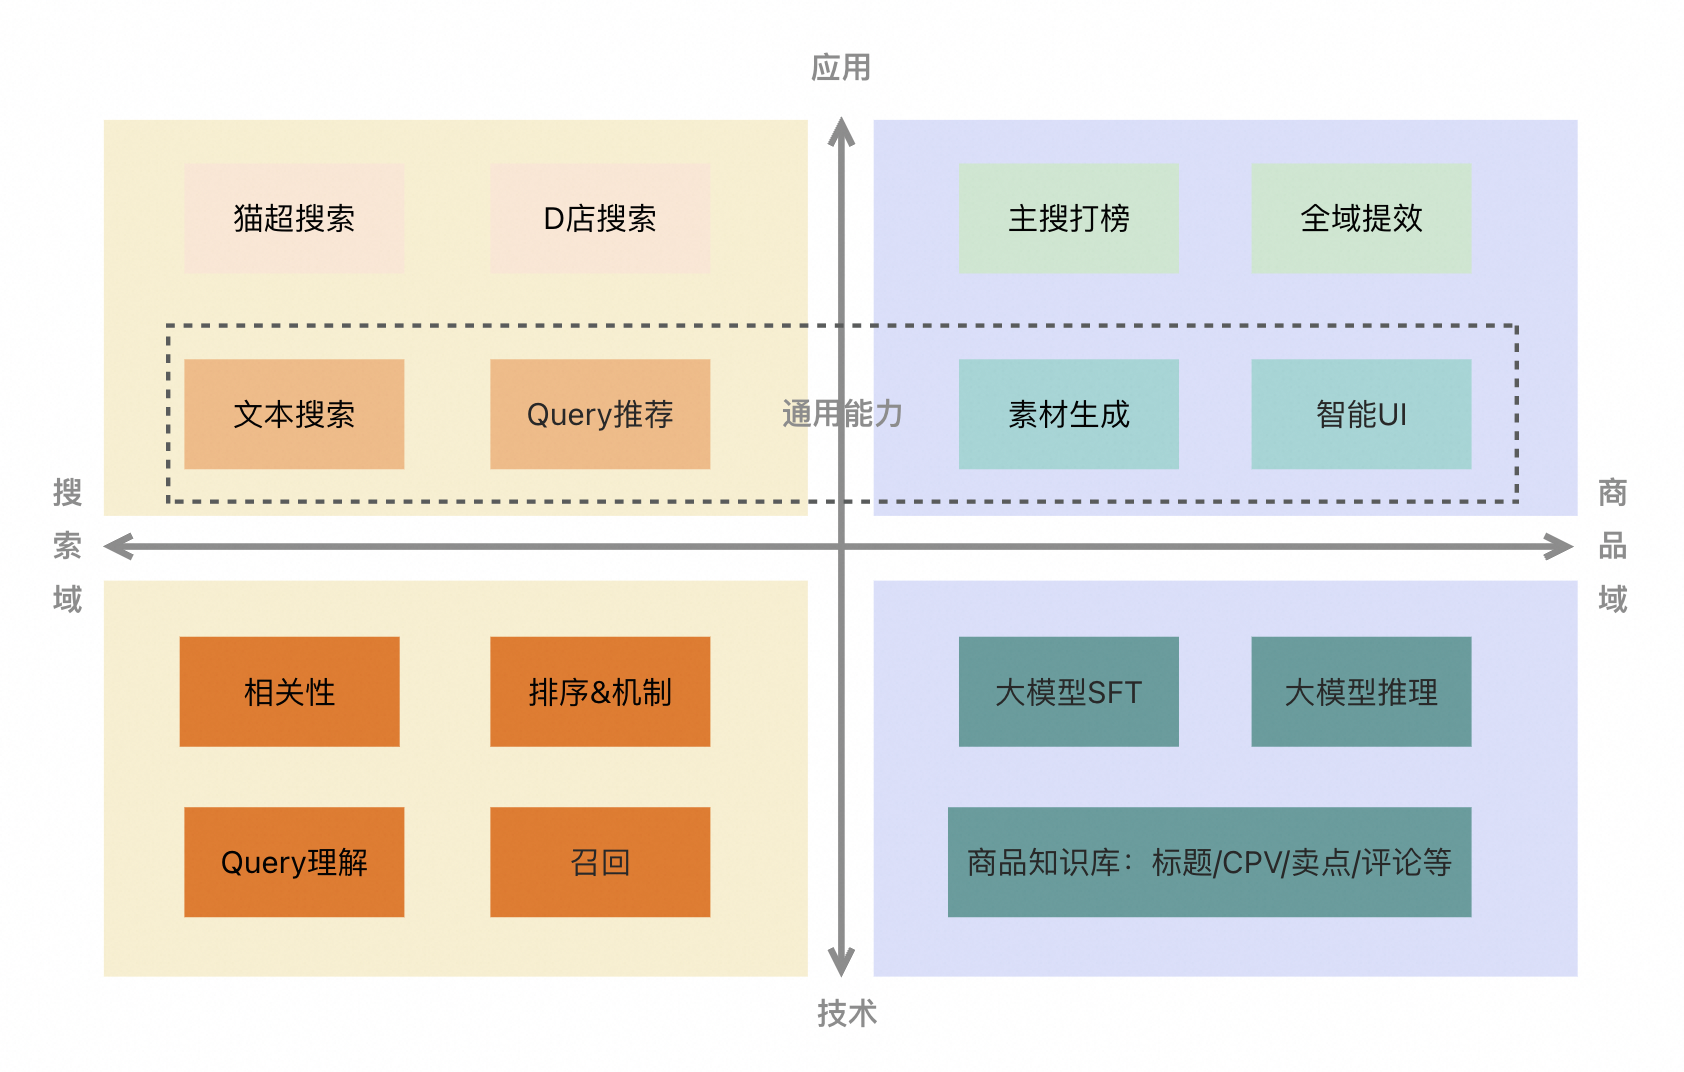 应用
猫超搜索
D店搜索
主搜打榜
全域提效
文本搜索
Query推荐
通用能力
素材生成
智能UI
搜索域
商品域
相关性
排序&机制
大模型SFT
大模型推理
Query理解
召回
商品知识库：标题/CPV/卖点/评论等
技术